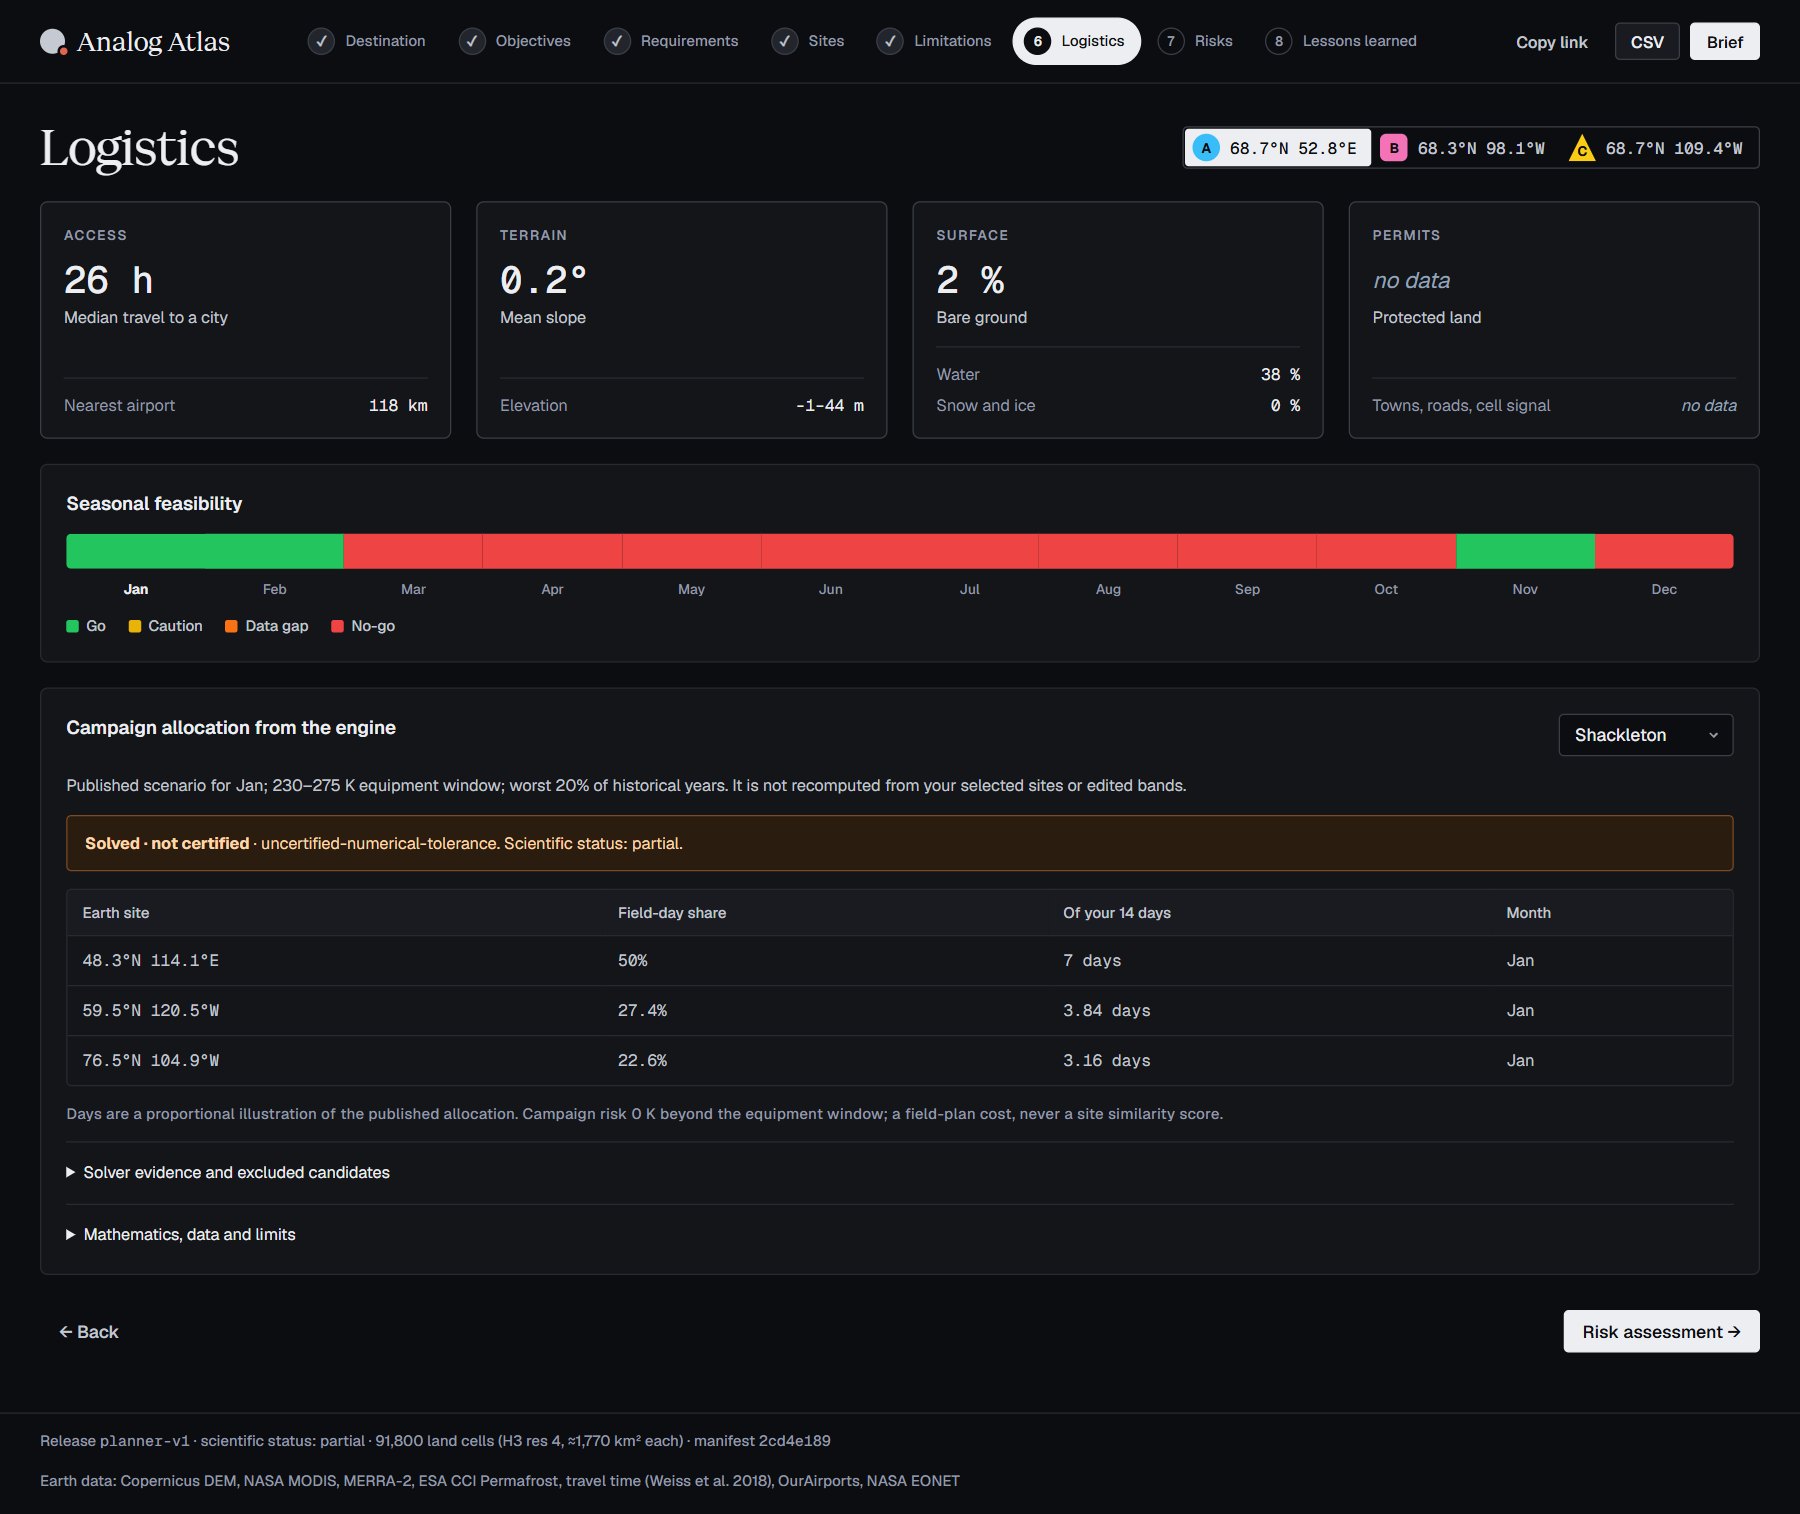 Analog Atlas
✓ Destination ✓ Objectives ✓ Requirements ✓ Sites ✓ Limitations 6 Logistics 7 Risks 8 Lessons learned
Copy link CSV Brief
Logistics
A 68.7°N 52.8°E B 68.3°N 98.1°W C 68.7°N 109.4°W
ACCESS
26 h
Median travel to a city
Nearest airport 118 km
TERRAIN
0.2°
Mean slope
Elevation -1–44 m
SURFACE
2 %
Bare ground
Water 38 %
Snow and ice 0 %
PERMITS
no data
Protected land
Towns, roads, cell signal no data
Seasonal feasibility
Jan Feb Mar Apr May Jun Jul Aug Sep Oct Nov Dec
Go Caution Data gap No-go
Campaign allocation from the engine
Shackleton
Published scenario for Jan; 230–275 K equipment window; worst 20% of historical years. It is not recomputed from your selected sites or edited bands.
Solved · not certified · uncertified-numerical-tolerance. Scientific status: partial.
Earth site Field-day share Of your 14 days Month
48.3°N 114.1°E 50% 7 days Jan
59.5°N 120.5°W 27.4% 3.84 days Jan
76.5°N 104.9°W 22.6% 3.16 days Jan
Days are a proportional illustration of the published allocation. Campaign risk 0 K beyond the equipment window; a field-plan cost, never a site similarity score.
▶ Solver evidence and excluded candidates
▶ Mathematics, data and limits
← Back
Risk assessment →
Release planner-v1 · scientific status: partial · 91,800 land cells (H3 res 4, ≈1,770 km² each) · manifest 2cd4e189
Earth data: Copernicus DEM, NASA MODIS, MERRA-2, ESA CCI Permafrost, travel time (Weiss et al. 2018), OurAirports, NASA EONET